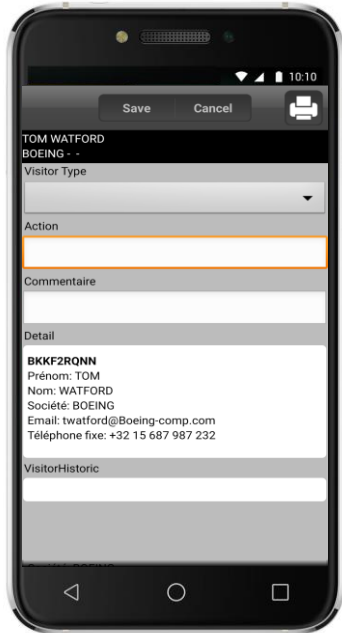 10:10
Save Cancel
TOM WATFORD
BOEING - -
Visitor Type
Action
Commentaire
Detail
BKKF2RQNN
Prénom: TOM
Nom: WATFORD
Société: BOEING
Email: twatford@Boeing-comp.com
Téléphone fixe: +32 15 687 987 232
VisitorHistoric